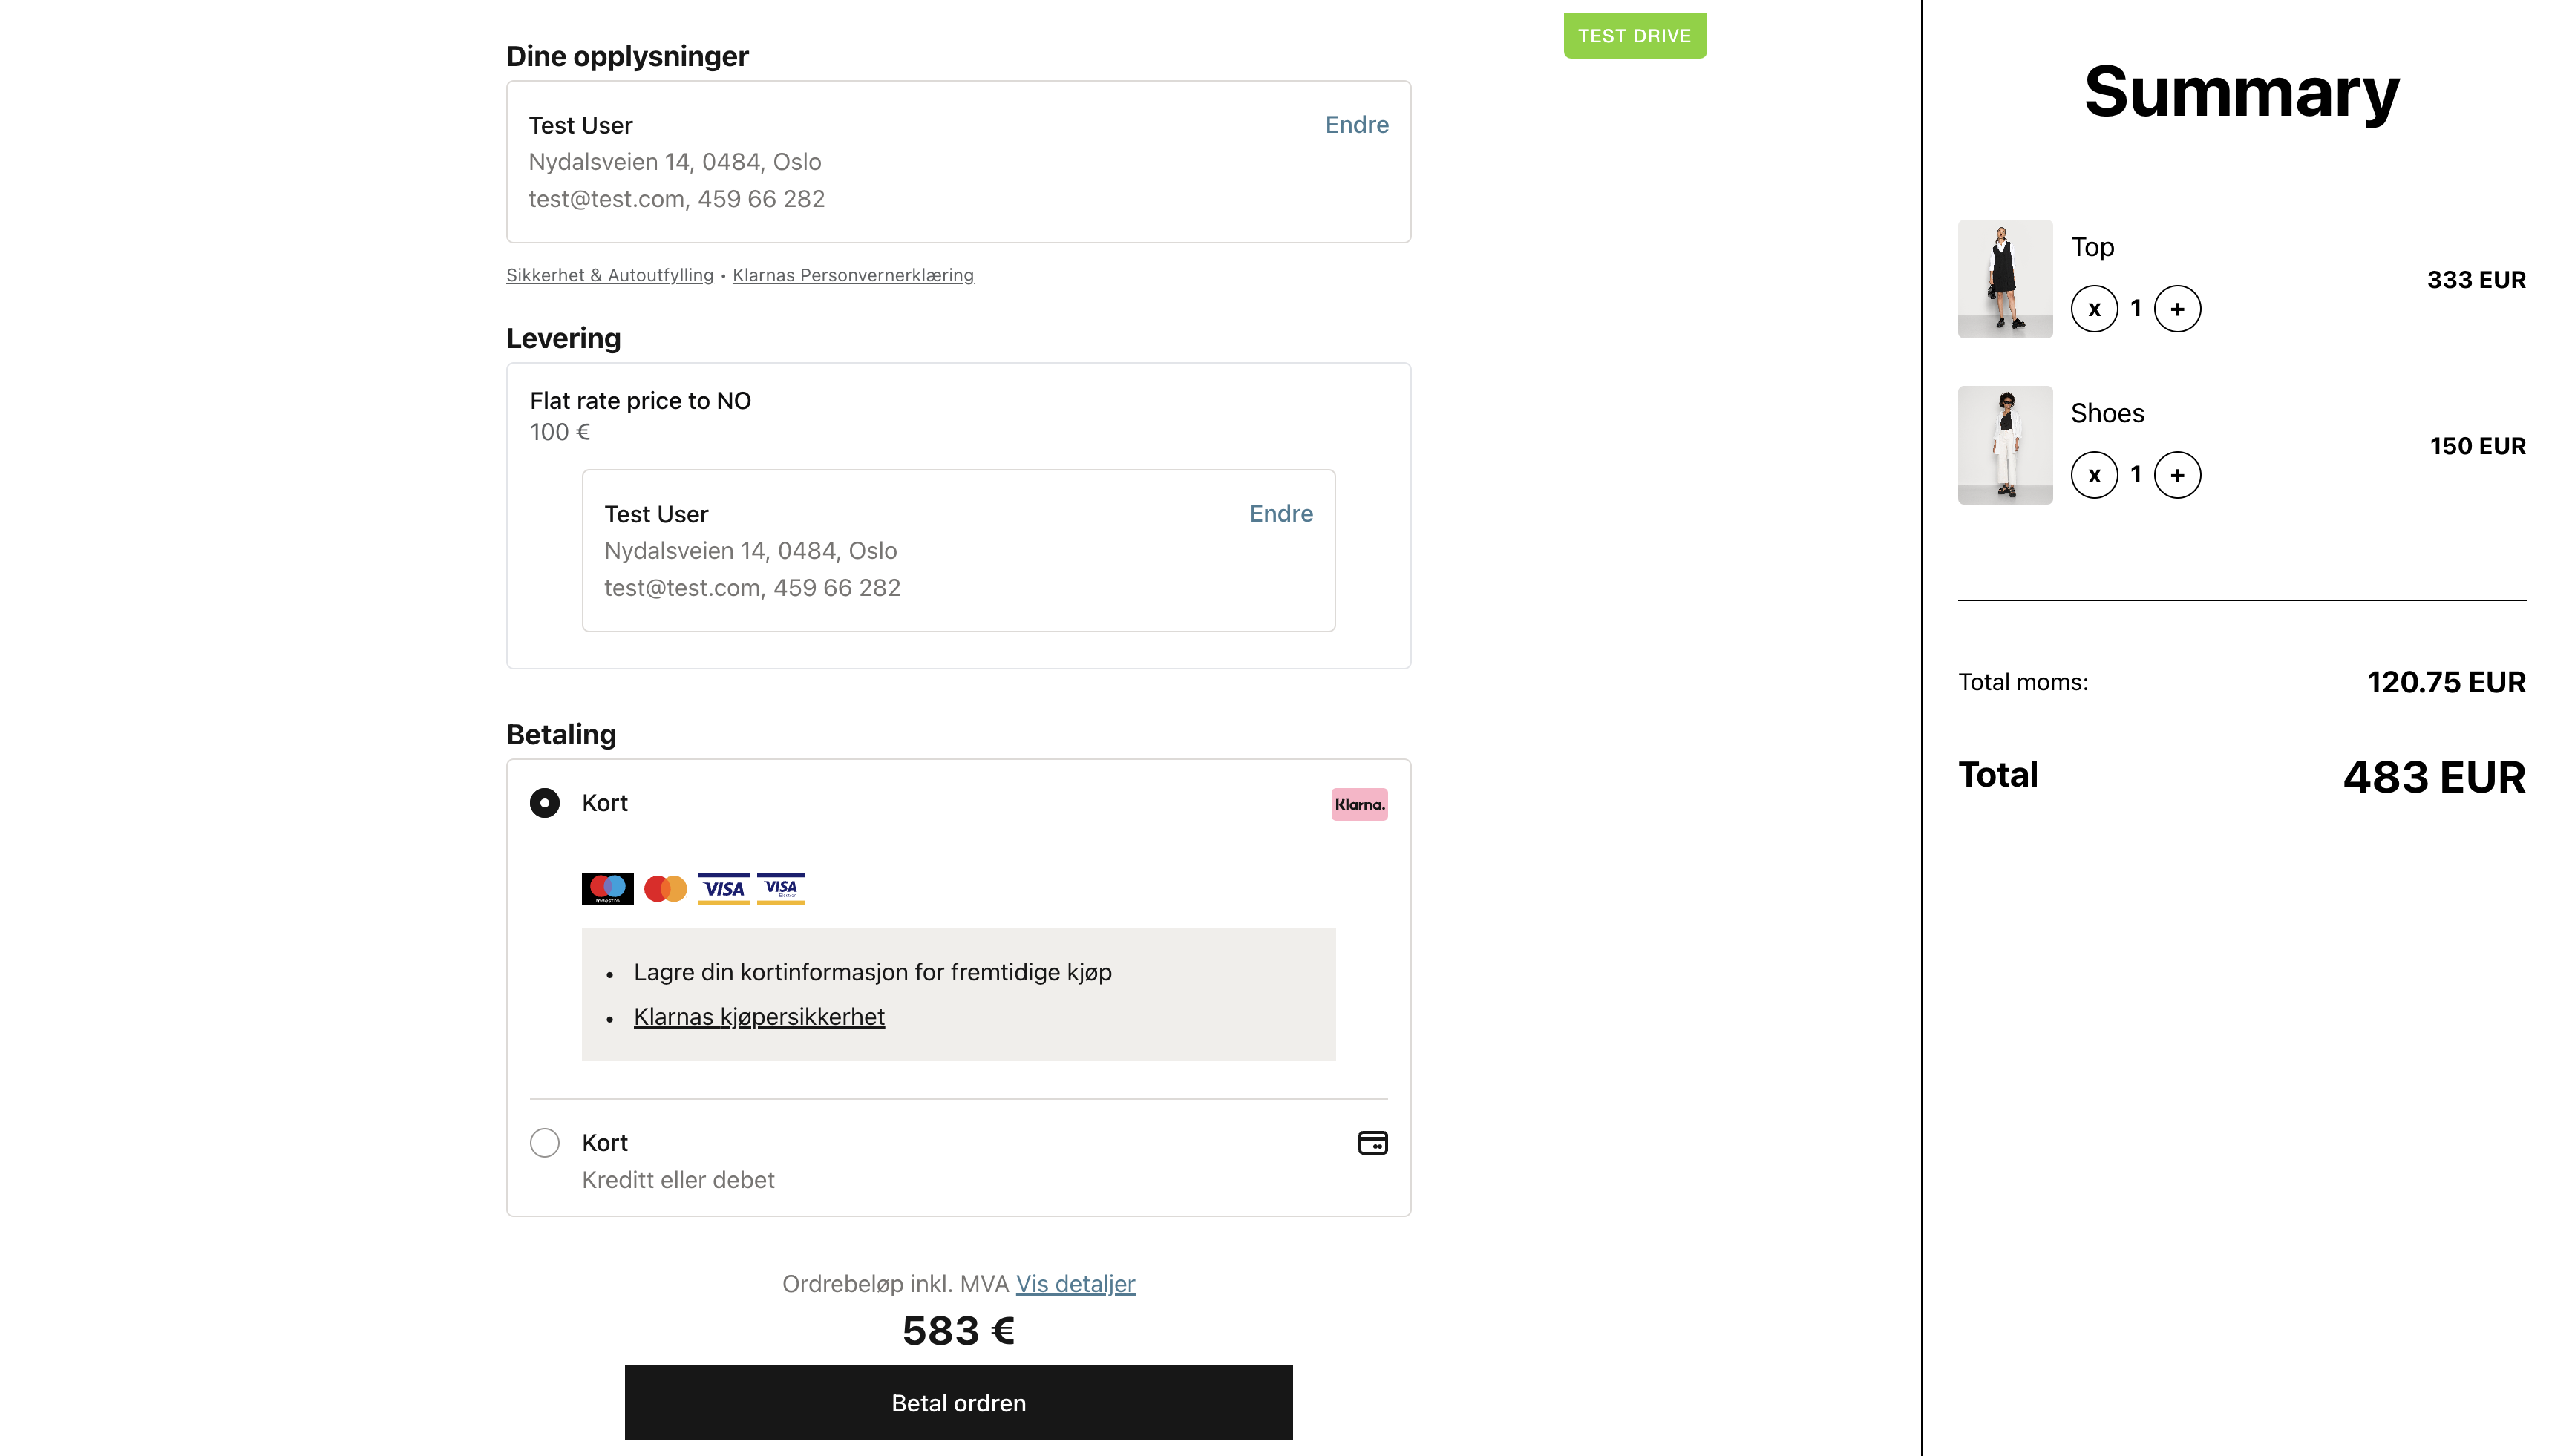 TEST DRIVE
Dine opplysninger
Test User
Endre
Nydalsveien 14, 0484, Oslo
test@test.com, 459 66 282
Sikkerhet & Autoutfylling • Klarnas Personvernerklæring
Levering
Flat rate price to NO
100 €
Test User
Endre
Nydalsveien 14, 0484, Oslo
test@test.com, 459 66 282
Betaling
Kort
Klarna.
maestro
VISA
VISA
Electron
• Lagre din kortinformasjon for fremtidige kjøp
• Klarnas kjøpersikkerhet
Kort
Kreditt eller debet
Ordrebeløp inkl. MVA Vis detaljer
583 €
Betal ordren
Summary
Top
x 1 +
333 EUR
Shoes
x 1 +
150 EUR
Total moms:
120.75 EUR
Total
483 EUR